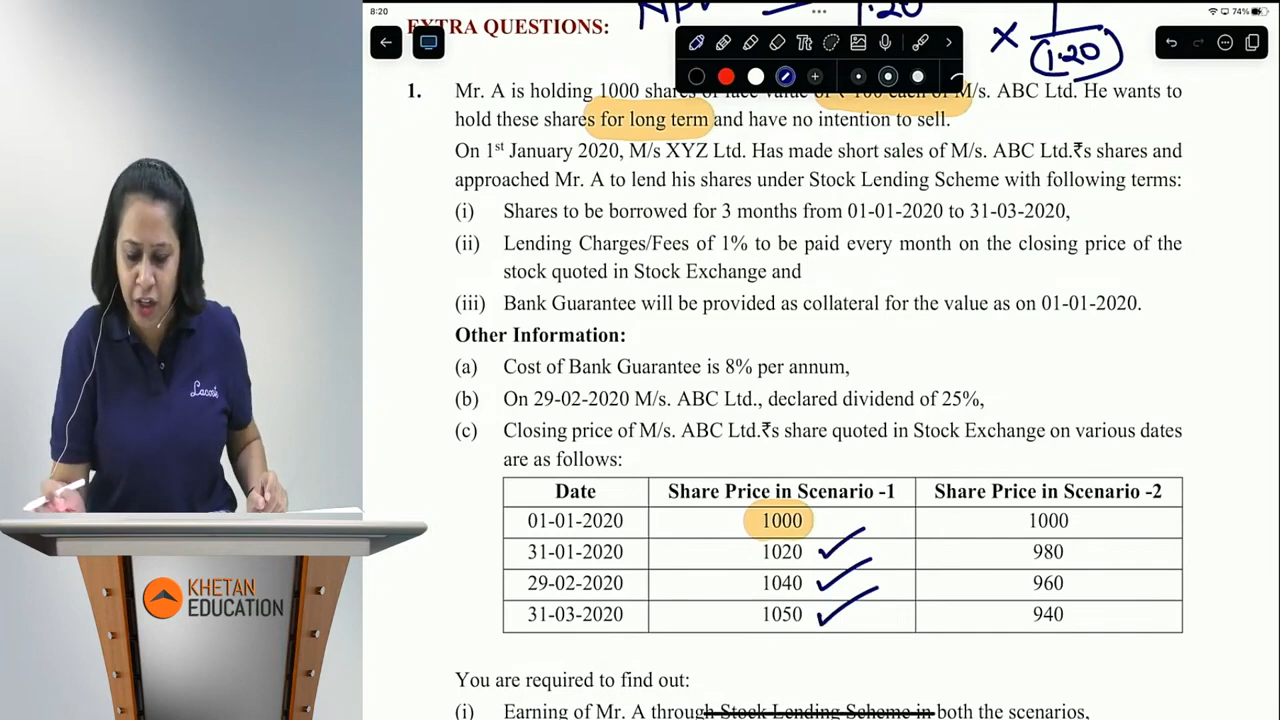 8:20
74%
NPV
1.20
EXTRA QUESTIONS:
× 1
(1.20)
1. Mr. A is holding 1000 shares of face value of ₹ 100 each of M/s. ABC Ltd. He wants to
hold these shares for long term and have no intention to sell.
On 1st January 2020, M/s XYZ Ltd. Has made short sales of M/s. ABC Ltd.₹s shares and
approached Mr. A to lend his shares under Stock Lending Scheme with following terms:
(i) Shares to be borrowed for 3 months from 01-01-2020 to 31-03-2020,
(ii) Lending Charges/Fees of 1% to be paid every month on the closing price of the
stock quoted in Stock Exchange and
(iii) Bank Guarantee will be provided as collateral for the value as on 01-01-2020.
Other Information:
(a) Cost of Bank Guarantee is 8% per annum,
(b) On 29-02-2020 M/s. ABC Ltd., declared dividend of 25%,
(c) Closing price of M/s. ABC Ltd.₹s share quoted in Stock Exchange on various dates
are as follows:
Date Share Price in Scenario -1 Share Price in Scenario -2
01-01-2020 1000 1000
31-01-2020 1020 980
29-02-2020 1040 960
31-03-2020 1050 940
You are required to find out:
(i) Earning of Mr. A through Stock Lending Scheme in both the scenarios,
Lacoste
KHETAN
EDUCATION